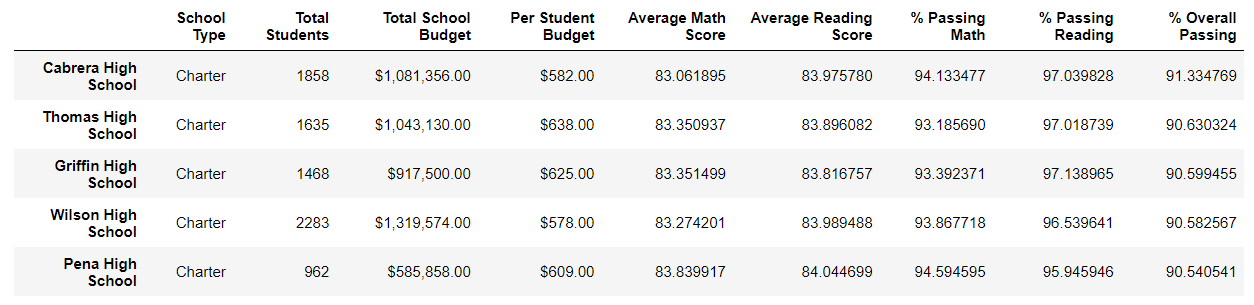 School Type Total Students Total School Budget Per Student Budget Average Math Score Average Reading Score % Passing Math % Passing Reading % Overall Passing
Cabrera High School Charter 1858 $1,081,356.00 $582.00 83.061895 83.975780 94.133477 97.039828 91.334769
Thomas High School Charter 1635 $1,043,130.00 $638.00 83.350937 83.896082 93.185690 97.018739 90.630324
Griffin High School Charter 1468 $917,500.00 $625.00 83.351499 83.816757 93.392371 97.138965 90.599455
Wilson High School Charter 2283 $1,319,574.00 $578.00 83.274201 83.989488 93.867718 96.539641 90.582567
Pena High School Charter 962 $585,858.00 $609.00 83.839917 84.044699 94.594595 95.945946 90.540541